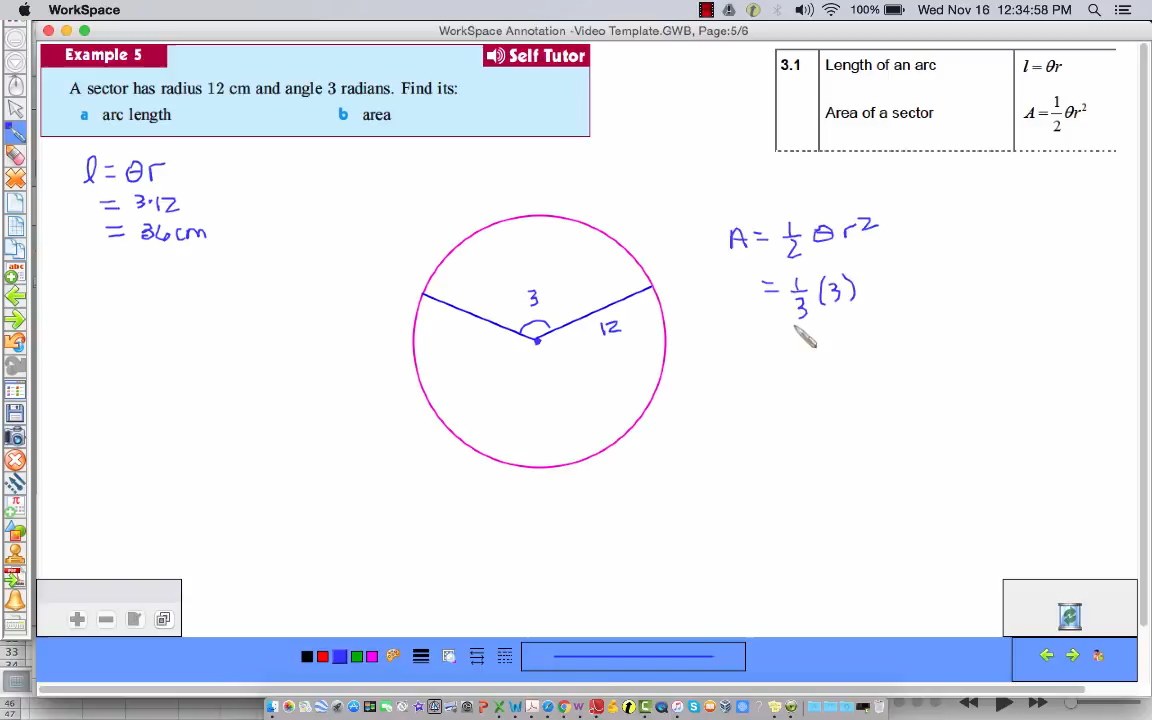 WorkSpace
100%
Wed Nov 16 12:34:58 PM
WorkSpace Annotation -Video Template.GWB, Page:5/6
Example 5
Self Tutor
A sector has radius 12 cm and angle 3 radians. Find its:
a arc length
b area
3.1 Length of an arc l = θr
Area of a sector A = 1/2 θr²
l = θr
= 3·12
= 36cm
3
12
A = 1/2 θ r²
= 1/3 (3)
abc
33
34
46
47